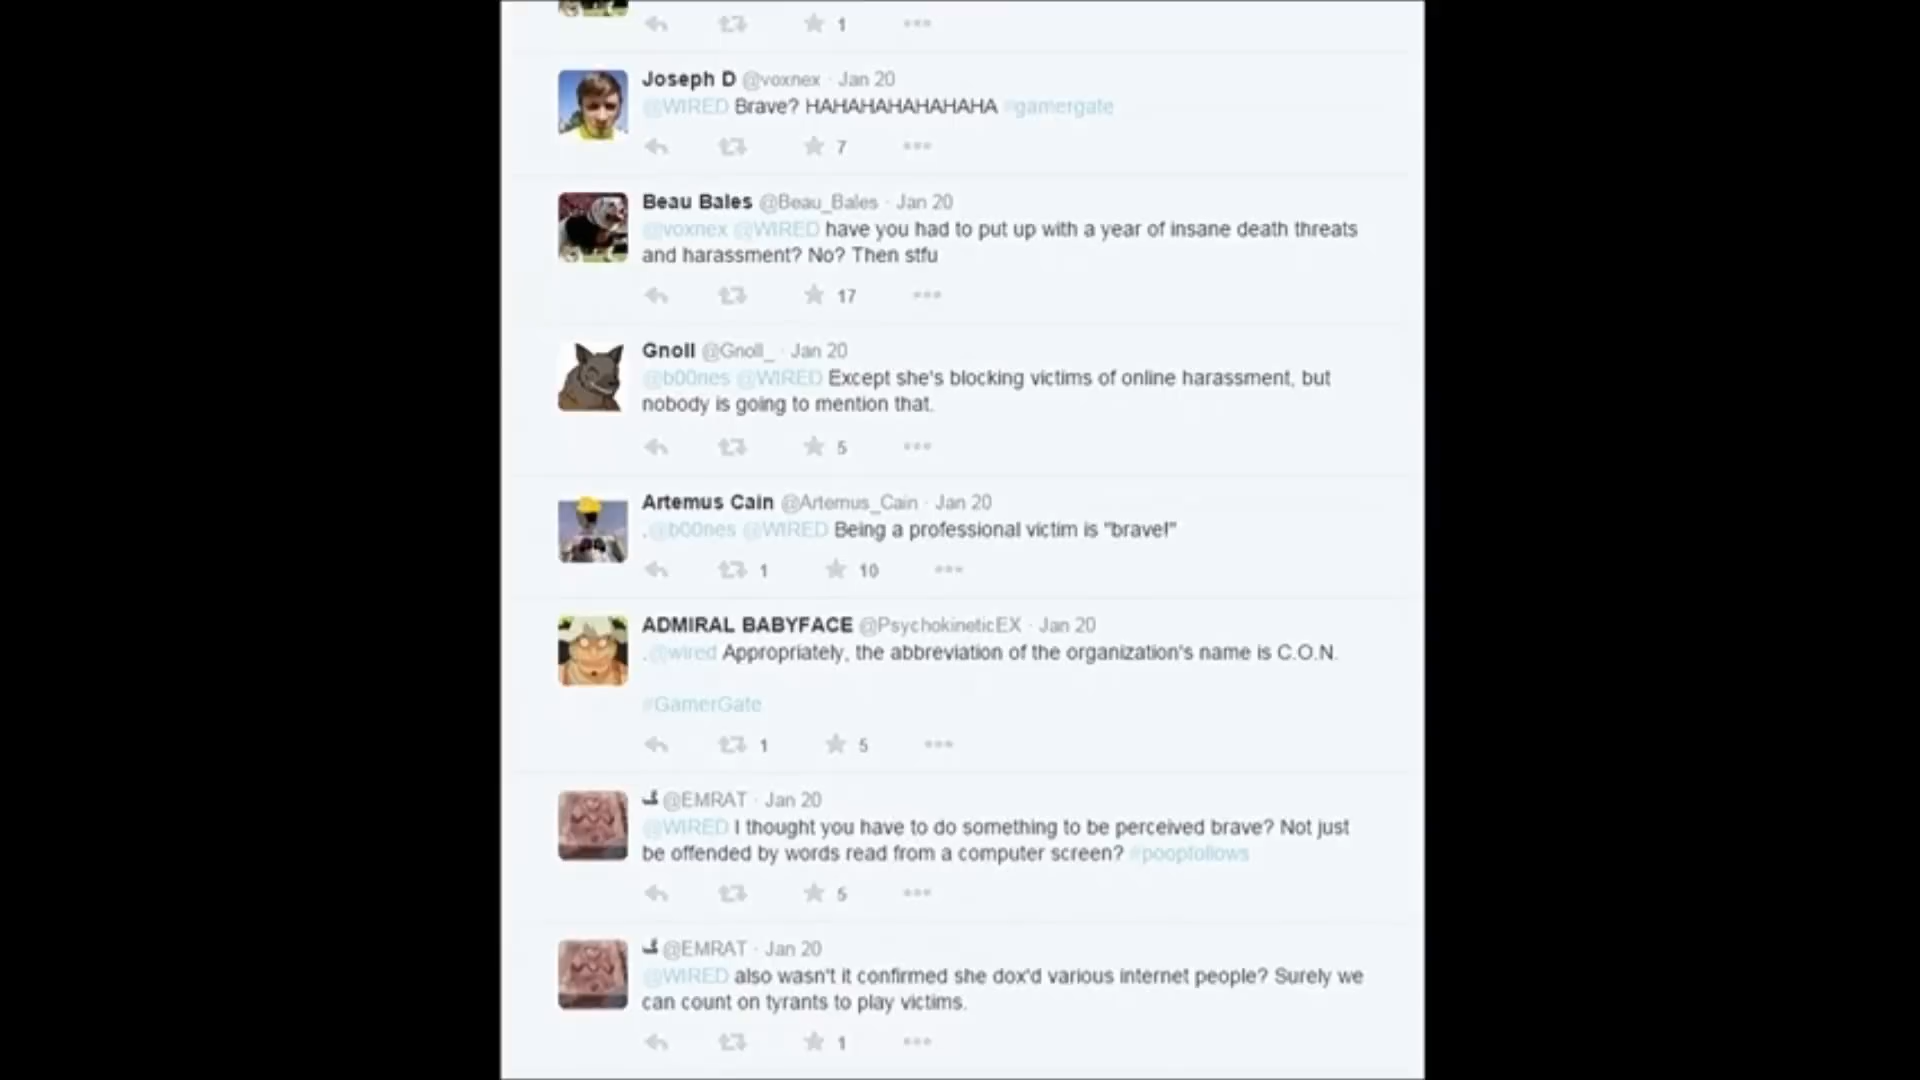 1
Joseph D @voxnex · Jan 20
@WIRED Brave? HAHAHAHAHAHAHA #gamergate
7
Beau Bales @Beau_Bales · Jan 20
@voxnex @WIRED have you had to put up with a year of insane death threats
and harassment? No? Then stfu
17
Gnoll @Gnoll_ · Jan 20
@b00nes @WIRED Except she's blocking victims of online harassment, but
nobody is going to mention that.
5
Artemus Cain @Artemus_Cain · Jan 20
.@b00nes @WIRED Being a professional victim is "brave!"
1 10
ADMIRAL BABYFACE @PsychokineticEX · Jan 20
.@wired Appropriately, the abbreviation of the organization's name is C.O.N.
#GamerGate
1 5
@EMRAT · Jan 20
@WIRED I thought you have to do something to be perceived brave? Not just
be offended by words read from a computer screen? #poopfollows
5
@EMRAT · Jan 20
@WIRED also wasn't it confirmed she dox'd various internet people? Surely we
can count on tyrants to play victims.
1